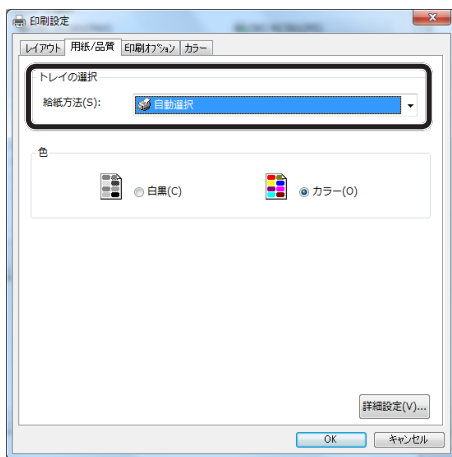 印刷設定
レイアウト 用紙/品質 印刷オプション カラー
トレイの選択
給紙方法(S): 自動選択
色
白黒(C) カラー(O)
詳細設定(V)...
OK キャンセル